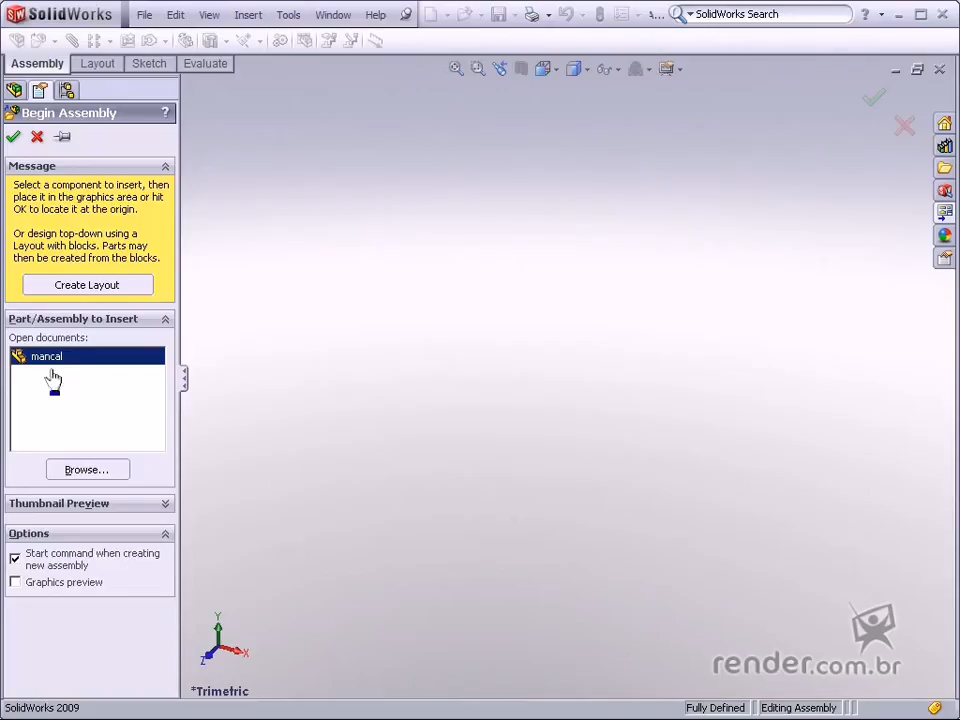 SolidWorks File Edit View Insert Tools Window Help A... SolidWorks Search ?
Assembly Layout Sketch Evaluate
Begin Assembly ?
Message
Select a component to insert, then
place it in the graphics area or hit
OK to locate it at the origin.
Or design top-down using a
Layout with blocks. Parts may
then be created from the blocks.
Create Layout
Part/Assembly to Insert
Open documents:
mancal
Browse...
Thumbnail Preview
Options
Start command when creating
new assembly
Graphics preview
Y
X
Z
*Trimetric
render.com.br
SolidWorks 2009 Fully Defined Editing Assembly